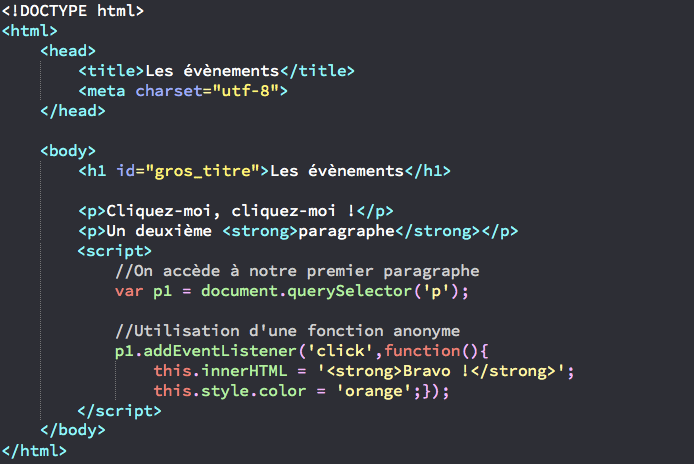 <!DOCTYPE html>
<html>
<head>
<title>Les évènements</title>
<meta charset="utf-8">
</head>
<body>
<h1 id="gros_titre">Les évènements</h1>
<p>Cliquez-moi, cliquez-moi !</p>
<p>Un deuxième <strong>paragraphe</strong></p>
<script>
//On accède à notre premier paragraphe
var p1 = document.querySelector('p');
//Utilisation d'une fonction anonyme
p1.addEventListener('click',function(){
this.innerHTML = '<strong>Bravo !</strong>';
this.style.color = 'orange';});
</script>
</body>
</html>